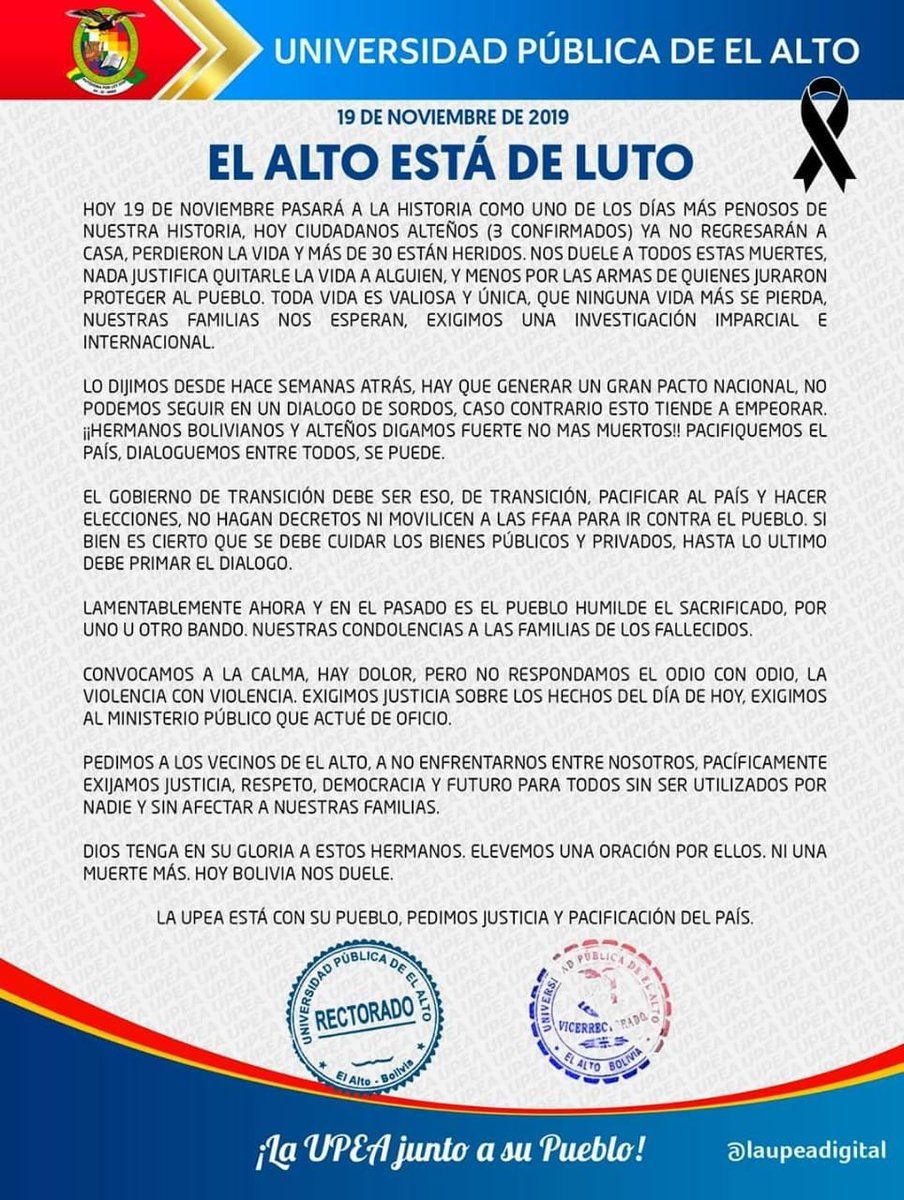 UNIVERSIDAD PÚBLICA DE EL ALTO
19 DE NOVIEMBRE DE 2019
EL ALTO ESTÁ DE LUTO
HOY 19 DE NOVIEMBRE PASARÁ A LA HISTORIA COMO UNO DE LOS DÍAS MÁS PENOSOS DE
NUESTRA HISTORIA, HOY CIUDADANOS ALTEÑOS (3 CONFIRMADOS) YA NO REGRESARÁN A
CASA, PERDIERON LA VIDA Y MÁS DE 30 ESTÁN HERIDOS. NOS DUELE A TODOS ESTAS MUERTES,
NADA JUSTIFICA QUITARLE LA VIDA A ALGUIEN, Y MENOS POR LAS ARMAS DE QUIENES JURARON
PROTEGER AL PUEBLO. TODA VIDA ES VALIOSA Y ÚNICA, QUE NINGUNA VIDA MÁS SE PIERDA,
NUESTRAS FAMILIAS NOS ESPERAN, EXIGIMOS UNA INVESTIGACIÓN IMPARCIAL E
INTERNACIONAL.
LO DIJIMOS DESDE HACE SEMANAS ATRÁS, HAY QUE GENERAR UN GRAN PACTO NACIONAL, NO
PODEMOS SEGUIR EN UN DIALOGO DE SORDOS, CASO CONTRARIO ESTO TIENDE A EMPEORAR.
¡¡HERMANOS BOLIVIANOS Y ALTEÑOS DIGAMOS FUERTE NO MAS MUERTOS!! PACIFIQUEMOS EL
PAÍS, DIALOGUEMOS ENTRE TODOS, SE PUEDE.
EL GOBIERNO DE TRANSICIÓN DEBE SER ESO, DE TRANSICIÓN, PACIFICAR AL PAÍS Y HACER
ELECCIONES, NO HAGAN DECRETOS NI MOVILICEN A LAS FFAA PARA IR CONTRA EL PUEBLO. SI
BIEN ES CIERTO QUE SE DEBE CUIDAR LOS BIENES PÚBLICOS Y PRIVADOS, HASTA LO ULTIMO
DEBE PRIMAR EL DIALOGO.
LAMENTABLEMENTE AHORA Y EN EL PASADO ES EL PUEBLO HUMILDE EL SACRIFICADO, POR
UNO U OTRO BANDO. NUESTRAS CONDOLENCIAS A LAS FAMILIAS DE LOS FALLECIDOS.
CONVOCAMOS A LA CALMA, HAY DOLOR, PERO NO RESPONDAMOS EL ODIO CON ODIO, LA
VIOLENCIA CON VIOLENCIA. EXIGIMOS JUSTICIA SOBRE LOS HECHOS DEL DÍA DE HOY, EXIGIMOS
AL MINISTERIO PÚBLICO QUE ACTUÉ DE OFICIO.
PEDIMOS A LOS VECINOS DE EL ALTO, A NO ENFRENTARNOS ENTRE NOSOTROS, PACÍFICAMENTE
EXIJAMOS JUSTICIA, RESPETO, DEMOCRACIA Y FUTURO PARA TODOS SIN SER UTILIZADOS POR
NADIE Y SIN AFECTAR A NUESTRAS FAMILIAS.
DIOS TENGA EN SU GLORIA A ESTOS HERMANOS. ELEVEMOS UNA ORACIÓN POR ELLOS. NI UNA
MUERTE MÁS. HOY BOLIVIA NOS DUELE.
LA UPEA ESTÁ CON SU PUEBLO, PEDIMOS JUSTICIA Y PACIFICACIÓN DEL PAÍS.
UNIVERSIDAD PÚBLICA DE EL ALTO
RECTORADO
El Alto - Bolivia
PUBLICA DE EL ALTO
EL ALTO BOLIVIA
¡La UPEA junto a su Pueblo!
@laupeadigital